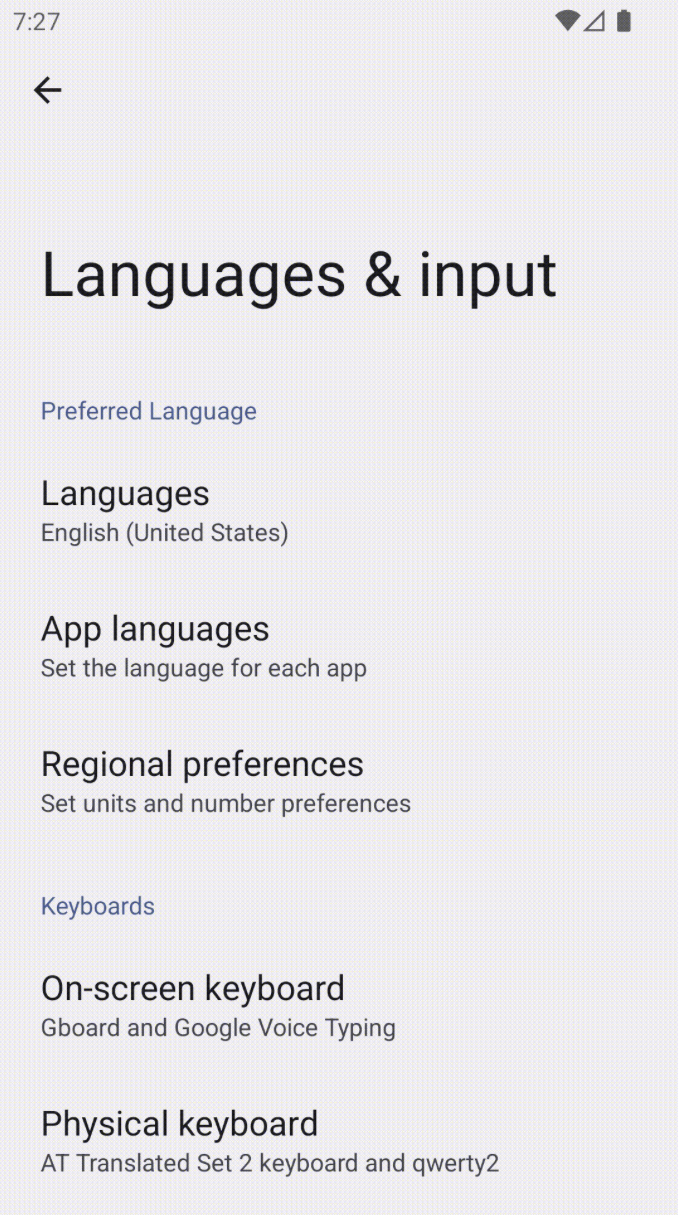 7:27
Languages & input
Preferred Language
Languages
English (United States)
App languages
Set the language for each app
Regional preferences
Set units and number preferences
Keyboards
On-screen keyboard
Gboard and Google Voice Typing
Physical keyboard
AT Translated Set 2 keyboard and qwerty2